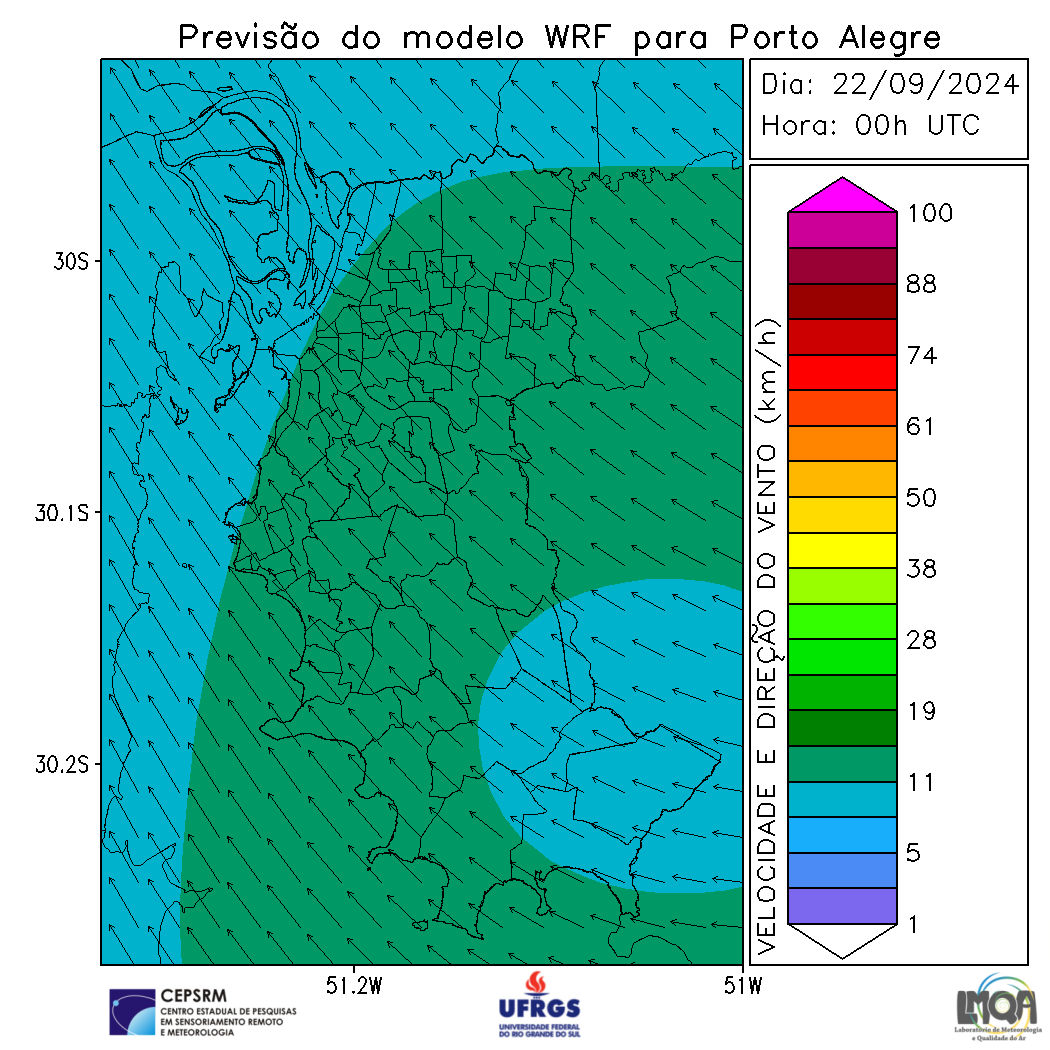 Previsão do modelo WRF para Porto Alegre
Dia: 22/09/2024
Hora: 00h UTC
30S
30.1S
30.2S
51.2W
51W
VELOCIDADE E DIREÇÃO DO VENTO (km/h)
100
88
74
61
50
38
28
19
11
5
1
CEPSRM
CENTRO ESTADUAL DE PESQUISAS
EM SENSORIAMENTO REMOTO
E METEOROLOGIA
UFRGS
UNIVERSIDADE FEDERAL
DO RIO GRANDE DO SUL
LMQA
Laboratório de Meteorologia
e Qualidade do Ar